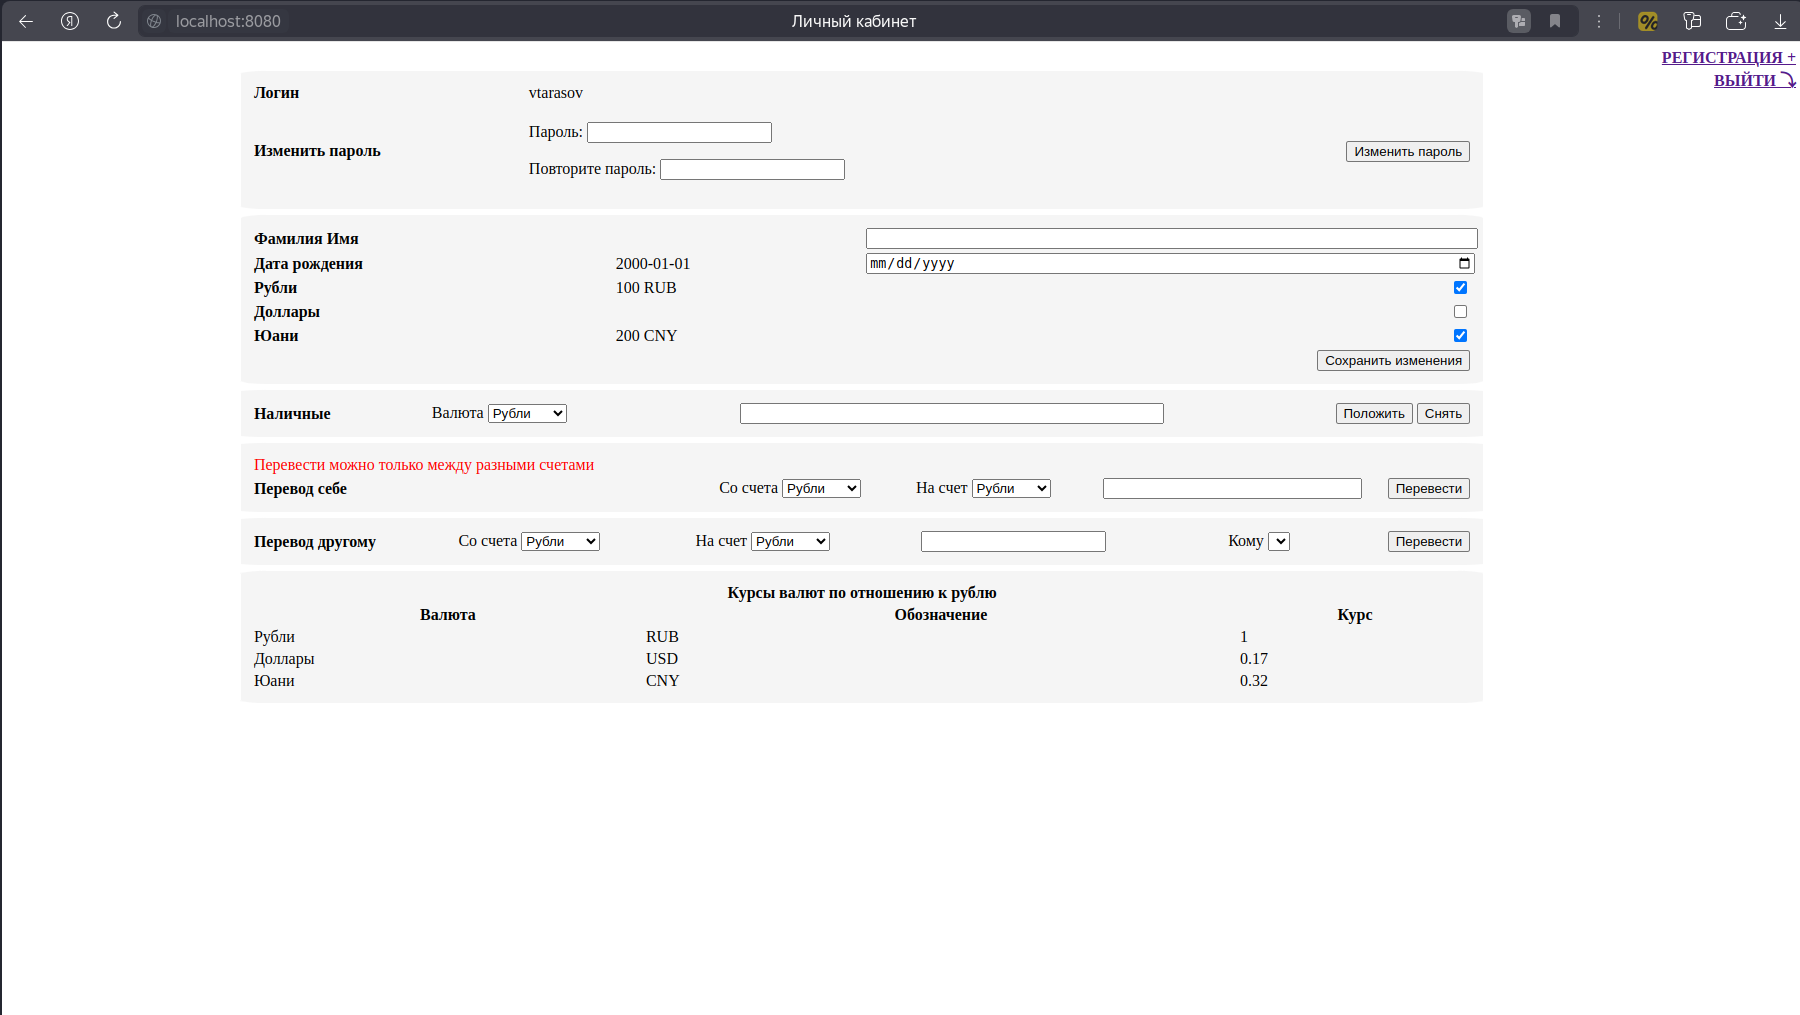 localhost:8080 Личный кабинет
РЕГИСТРАЦИЯ +
ВЫЙТИ ⤵
Логин vtarasov
Пароль:
Изменить пароль Изменить пароль
Повторите пароль:
Фамилия Имя
Дата рождения 2000-01-01 mm/dd/yyyy
Рубли 100 RUB
Доллары
Юани 200 CNY
Сохранить изменения
Наличные Валюта Рубли Положить Снять
Перевести можно только между разными счетами
Перевод себе Со счета Рубли На счет Рубли Перевести
Перевод другому Со счета Рубли На счет Рубли Кому Перевести
Курсы валют по отношению к рублю
Валюта Обозначение Курс
Рубли RUB 1
Доллары USD 0.17
Юани CNY 0.32